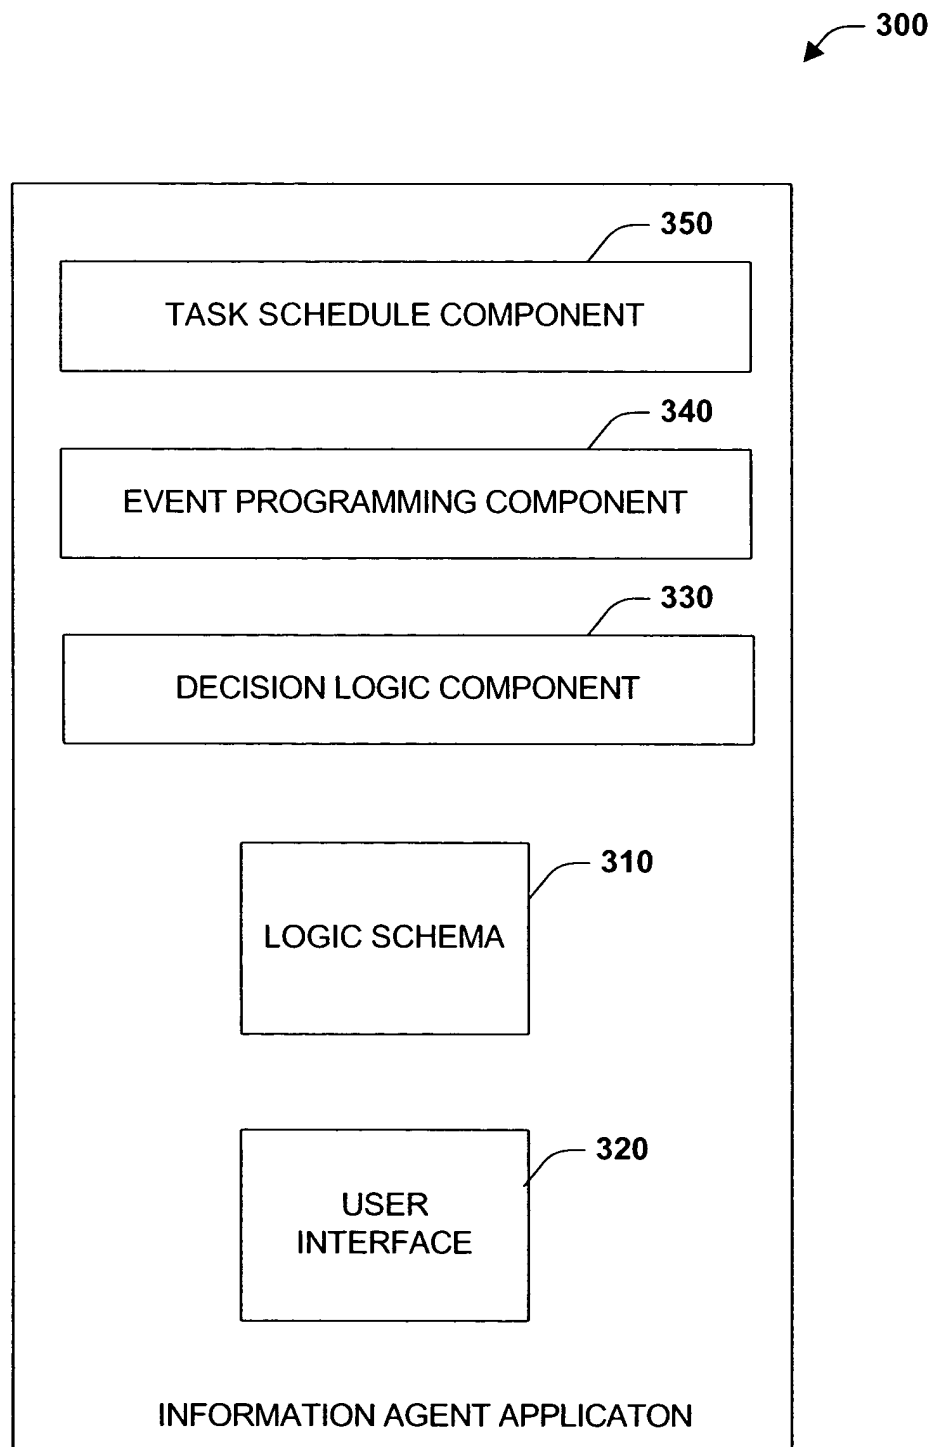 300
350
TASK SCHEDULE COMPONENT
340
EVENT PROGRAMMING COMPONENT
330
DECISION LOGIC COMPONENT
310
LOGIC SCHEMA
320
USER
INTERFACE
INFORMATION AGENT APPLICATON